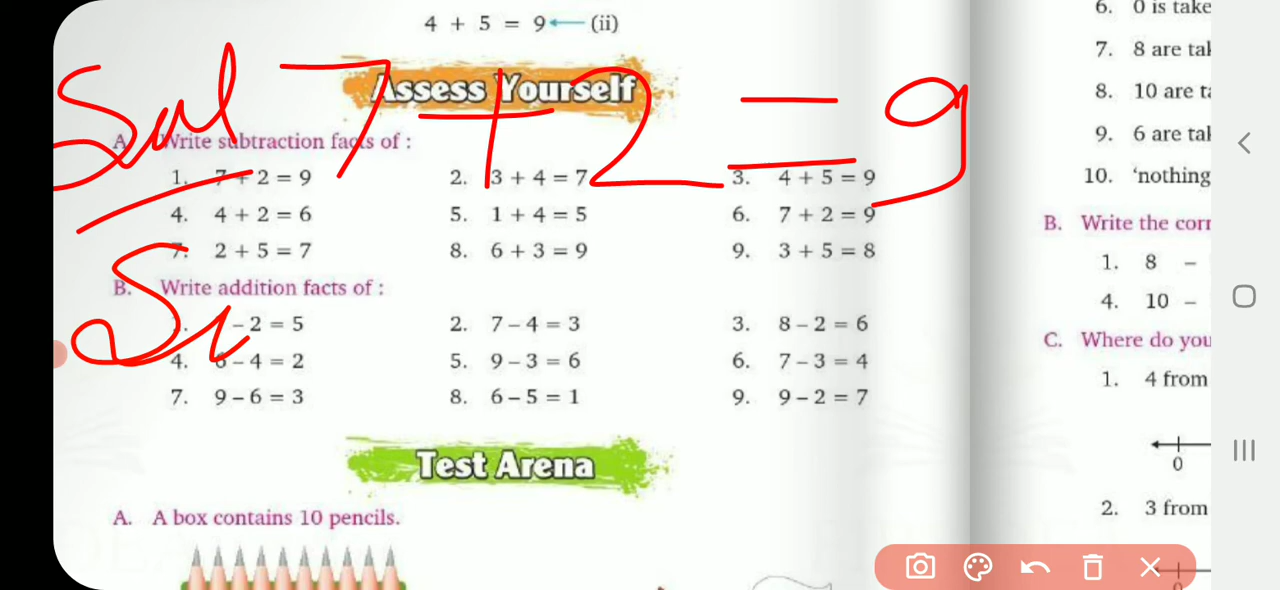 4 + 5 = 9 (ii)
Assess Yourself
Sub 7 + 2 = 9
A. Write subtraction facts of :
1. 7 + 2 = 9 2. 3 + 4 = 7 3. 4 + 5 = 9
4. 4 + 2 = 6 5. 1 + 4 = 5 6. 7 + 2 = 9
7. 2 + 5 = 7 8. 6 + 3 = 9 9. 3 + 5 = 8
B. Write addition facts of :
– 2 = 5 2. 7 – 4 = 3 3. 8 – 2 = 6
4. 6 – 4 = 2 5. 9 – 3 = 6 6. 7 – 3 = 4
7. 9 – 6 = 3 8. 6 – 5 = 1 9. 9 – 2 = 7
Test Arena
A. A box contains 10 pencils.
6. 0 is take
7. 8 are
8. 10 are
9. 6 are
10. ‘nothing
B. Write the
1. 8 –
4. 10 –
C. Where do
1. 4 from
0
2. 3 from